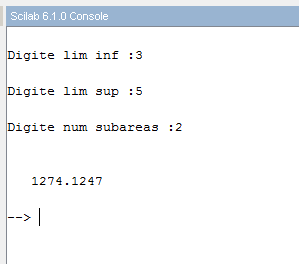 Scilab 6.1.0 Console
Digite lim inf :3
Digite lim sup :5
Digite num subareas :2
1274.1247
-->